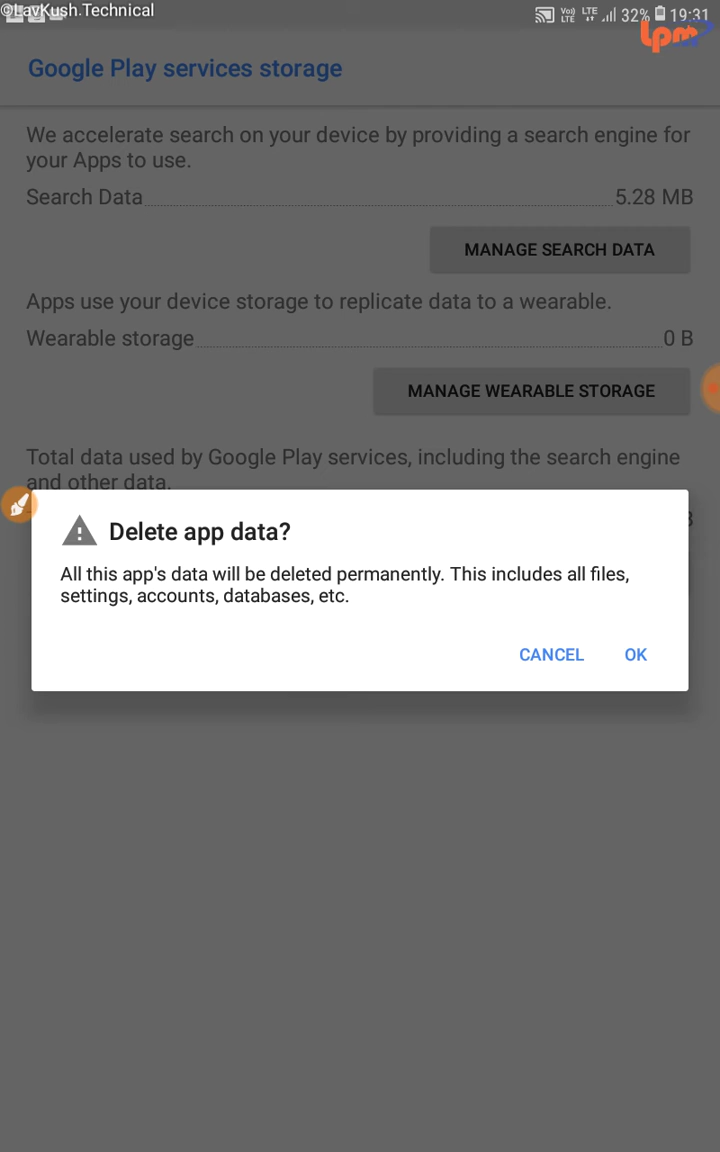 ©LavKush.Technical
Voi) LTE LTE 32% 19:31
lpm
Google Play services storage
We accelerate search on your device by providing a search engine for
your Apps to use.
Search Data 5.28 MB
MANAGE SEARCH DATA
Apps use your device storage to replicate data to a wearable.
Wearable storage 0 B
MANAGE WEARABLE STORAGE
Total data used by Google Play services, including the search engine
and other data.
Delete app data?
All this app's data will be deleted permanently. This includes all files,
settings, accounts, databases, etc.
CANCEL OK